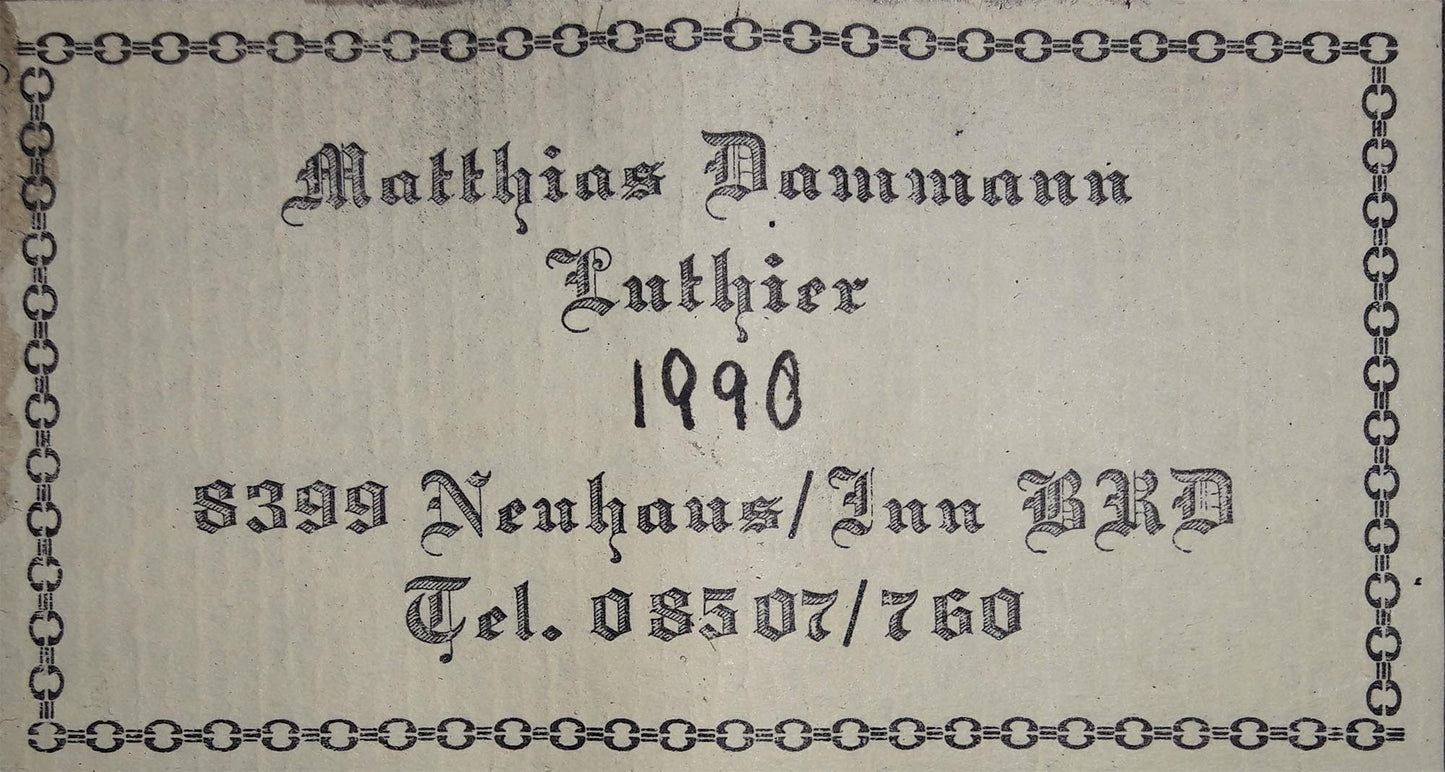 Matthias Dammann
Luthier
1990
8399 Neuhaus/Inn BRD
Tel. 08507/760